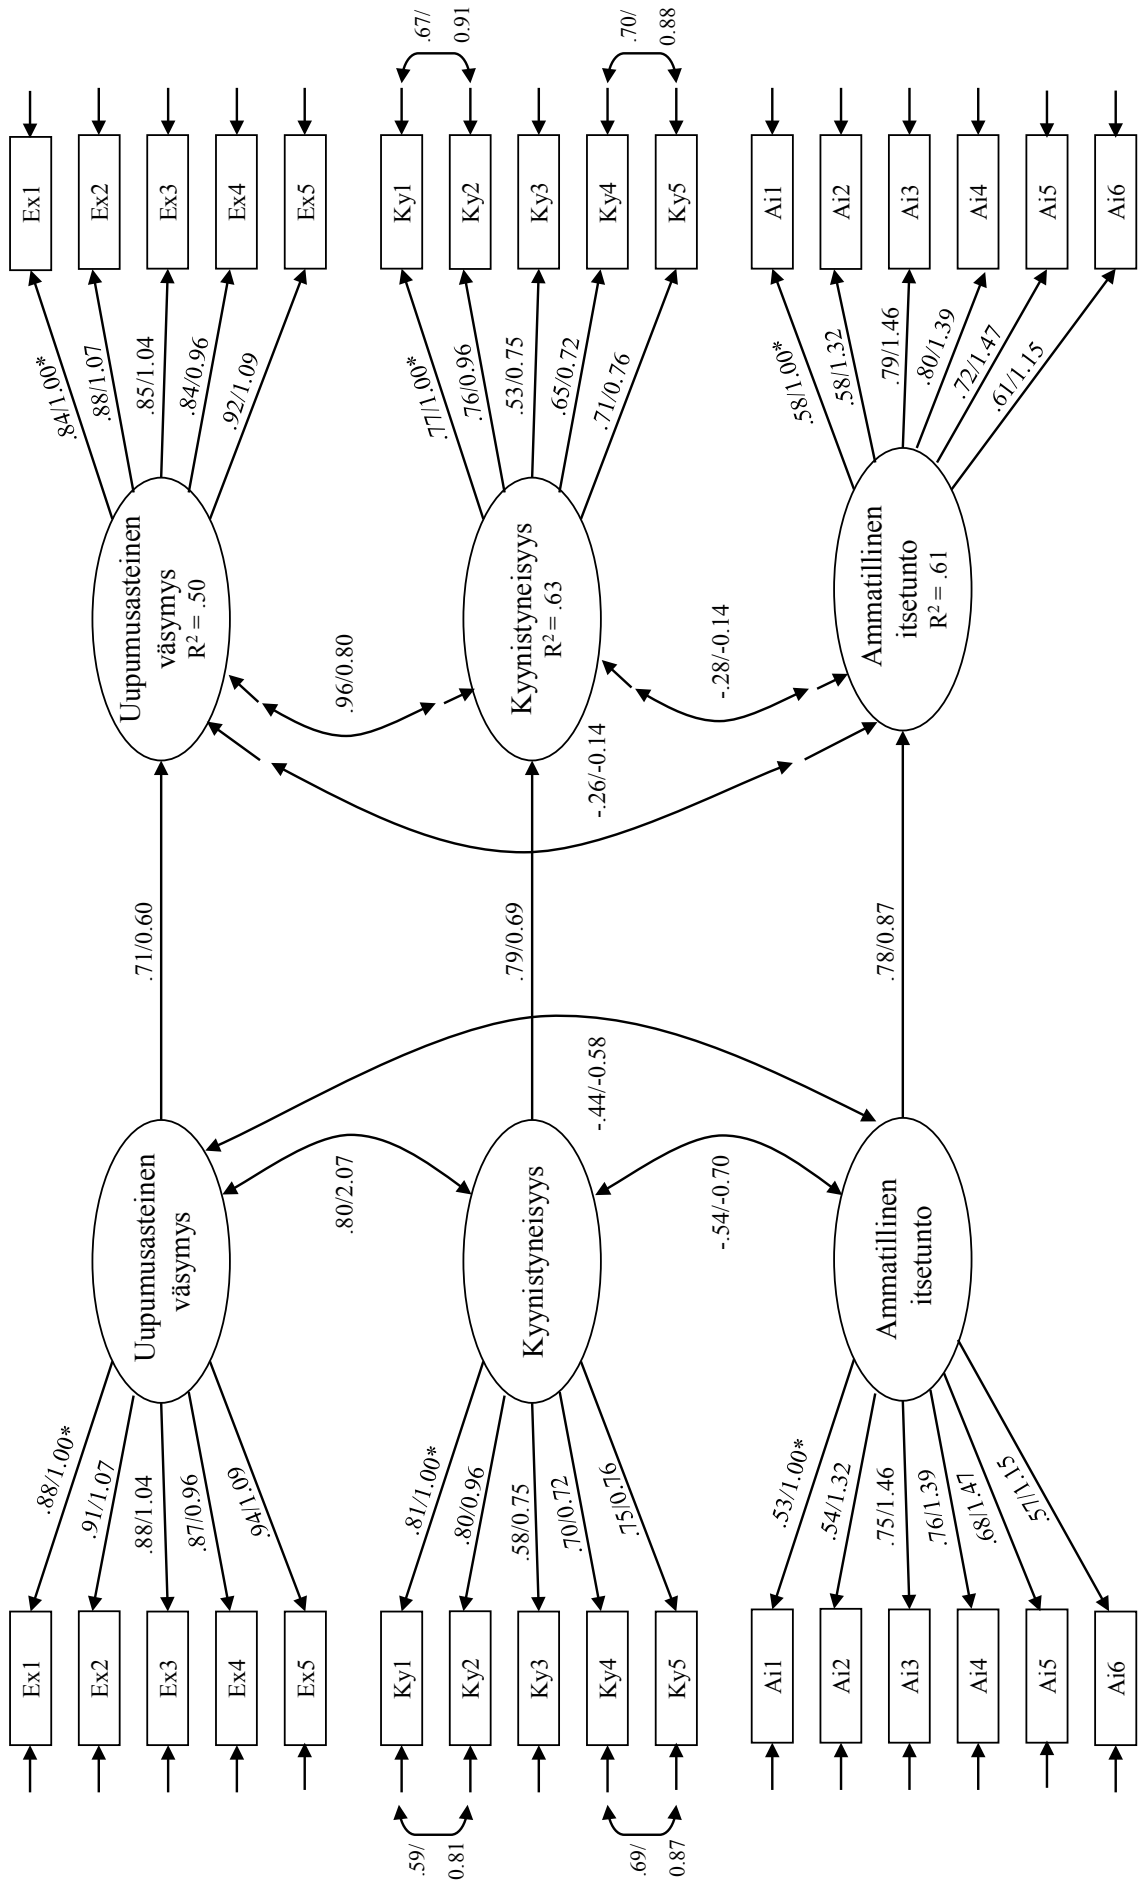 Ex1
Ex2
Ex3
Ex4
Ex5
.88/1.00*
.91/1.07
.88/1.04
.87/0.96
.94/1.09
Uupumusasteinen
väsymys
.71/0.60
Uupumusasteinen
väsymys
R² = .50
.84/1.00*
.88/1.07
.85/1.04
.84/0.96
.92/1.09
Ex1
Ex2
Ex3
Ex4
Ex5
.80/2.07
.96/0.80
.59/
0.81
.69/
0.87
Ky1
Ky2
Ky3
Ky4
Ky5
.81/1.00*
.80/0.96
.58/0.75
.70/0.72
.75/0.76
Kyynistyneisyys
.79/0.69
Kyynistyneisyys
R² = .63
.77/1.00*
.76/0.96
.53/0.75
.65/0.72
.71/0.76
Ky1
Ky2
Ky3
Ky4
Ky5
.67/
0.91
.70/
0.88
-.44/-0.58
-.26/-0.14
-.54/-0.70
-.28/-0.14
Ai1
Ai2
Ai3
Ai4
Ai5
Ai6
.53/1.00*
.54/1.32
.75/1.46
.76/1.39
.68/1.47
.57/1.15
Ammatillinen
itsetunto
.78/0.87
Ammatillinen
itsetunto
R² = .61
.58/1.00*
.58/1.32
.79/1.46
.80/1.39
.72/1.47
.61/1.15
Ai1
Ai2
Ai3
Ai4
Ai5
Ai6